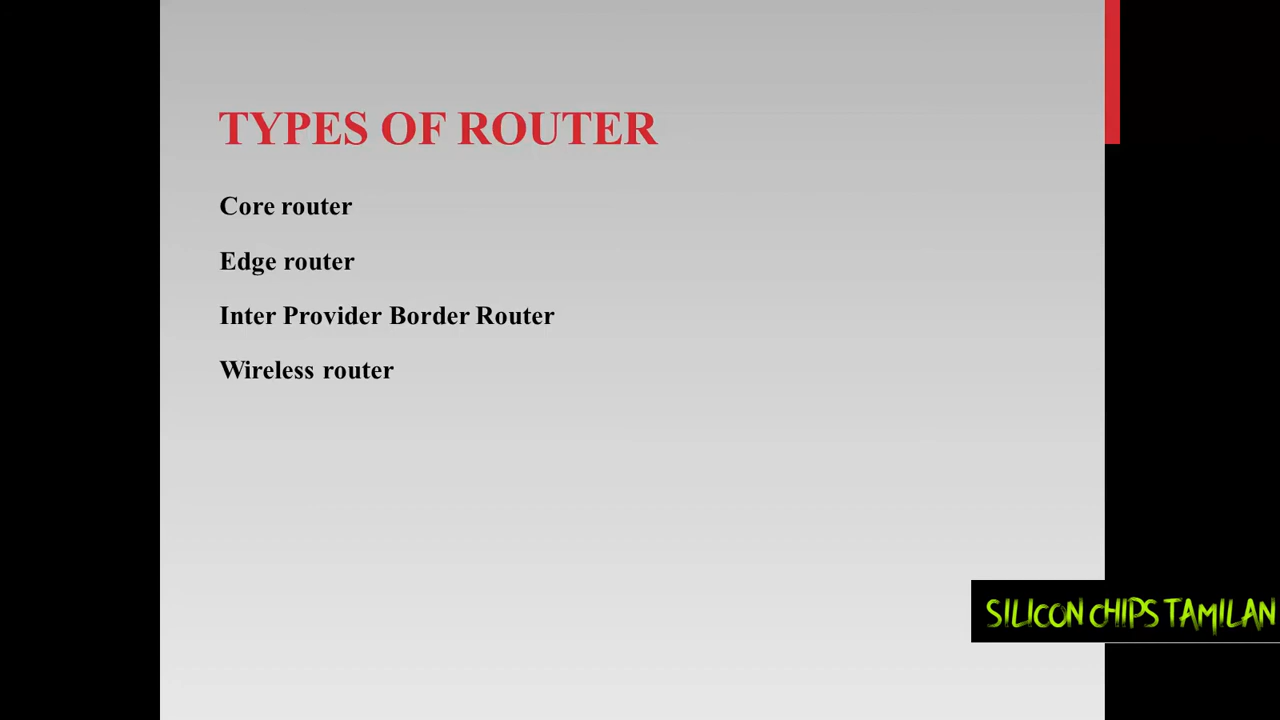 TYPES OF ROUTER
Core router
Edge router
Inter Provider Border Router
Wireless router
SILICON CHIPS TAMILAN